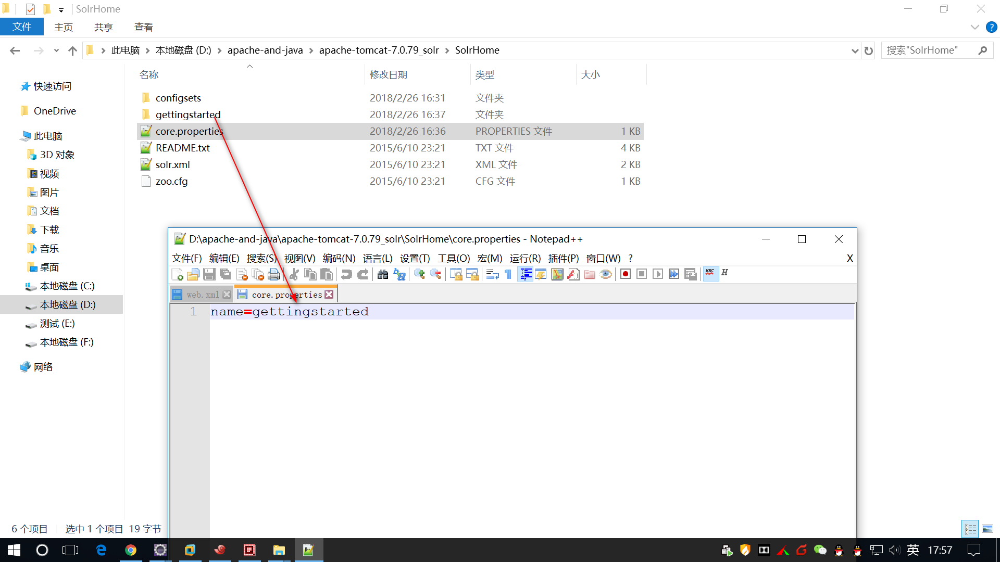 SolrHome
文件 主页 共享 查看
此电脑 本地磁盘 (D:) apache-and-java apache-tomcat-7.0.79_solr SolrHome 搜索"SolrHome"
名称 修改日期 类型 大小
configsets 2018/2/26 16:31 文件夹
gettingstarted 2018/2/26 16:37 文件夹
core.properties 2018/2/26 16:36 PROPERTIES 文件 1 KB
README.txt 2015/6/10 23:21 TXT 文件 4 KB
solr.xml 2015/6/10 23:21 XML 文件 2 KB
zoo.cfg 2015/6/10 23:21 CFG 文件 1 KB
快速访问
OneDrive
此电脑
3D 对象
视频
图片
文档
下载
音乐
桌面
本地磁盘 (C:)
本地磁盘 (D:)
测试 (E:)
本地磁盘 (F:)
网络
D:\apache-and-java\apache-tomcat-7.0.79_solr\SolrHome\core.properties - Notepad++
文件(F) 编辑(E) 搜索(S) 视图(V) 编码(N) 语言(L) 设置(T) 工具(O) 宏(M) 运行(R) 插件(P) 窗口(W) ? X
ABC H
web.xml core.properties
1 name=gettingstarted
6 个项目 选中 1 个项目 19 字节
英 17:57